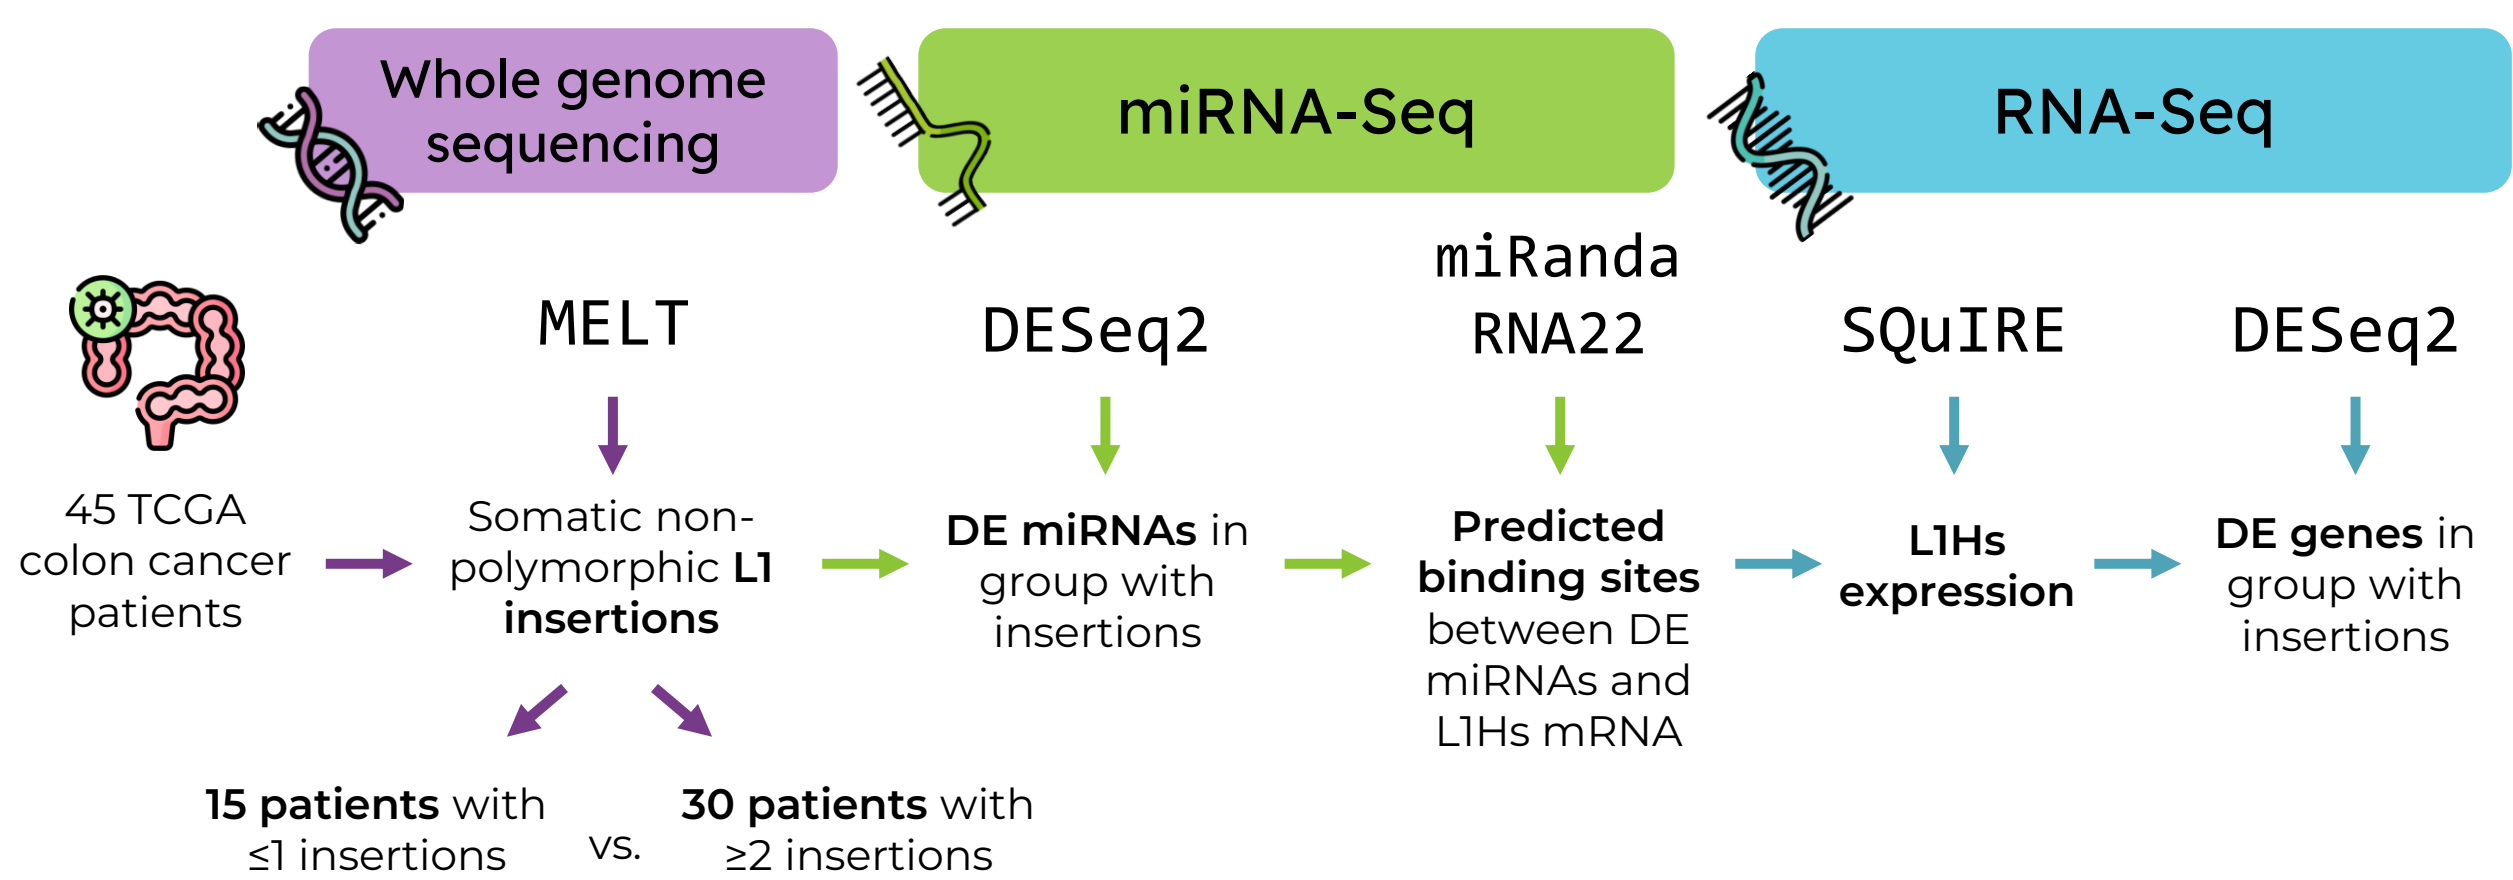 Whole genome
sequencing
miRNA-Seq
RNA-Seq
MELT
DESeq2
miRanda
RNA22
SQuIRE
DESeq2
45 TCGA
colon cancer
patients
Somatic non-
polymorphic L1
insertions
DE miRNAs in
group with
insertions
Predicted
binding sites
between DE
miRNAs and
L1Hs mRNA
L1Hs
expression
DE genes in
group with
insertions
15 patients with
≤1 insertions
vs.
30 patients with
≥2 insertions